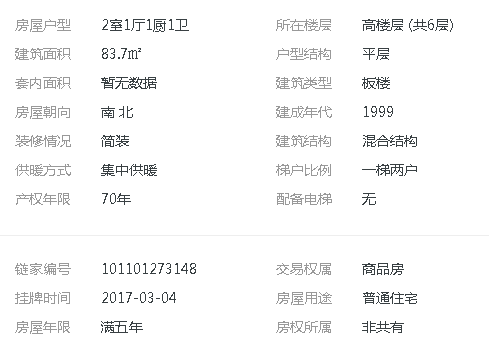 房屋户型 2室1厅1厨1卫 所在楼层 高楼层 (共6层)
建筑面积 83.7㎡ 户型结构 平层
套内面积 暂无数据 建筑类型 板楼
房屋朝向 南 北 建成年代 1999
装修情况 简装 建筑结构 混合结构
供暖方式 集中供暖 梯户比例 一梯两户
产权年限 70年 配备电梯 无
链家编号 101101273148 交易权属 商品房
挂牌时间 2017-03-04 房屋用途 普通住宅
房屋年限 满五年 房权所属 非共有